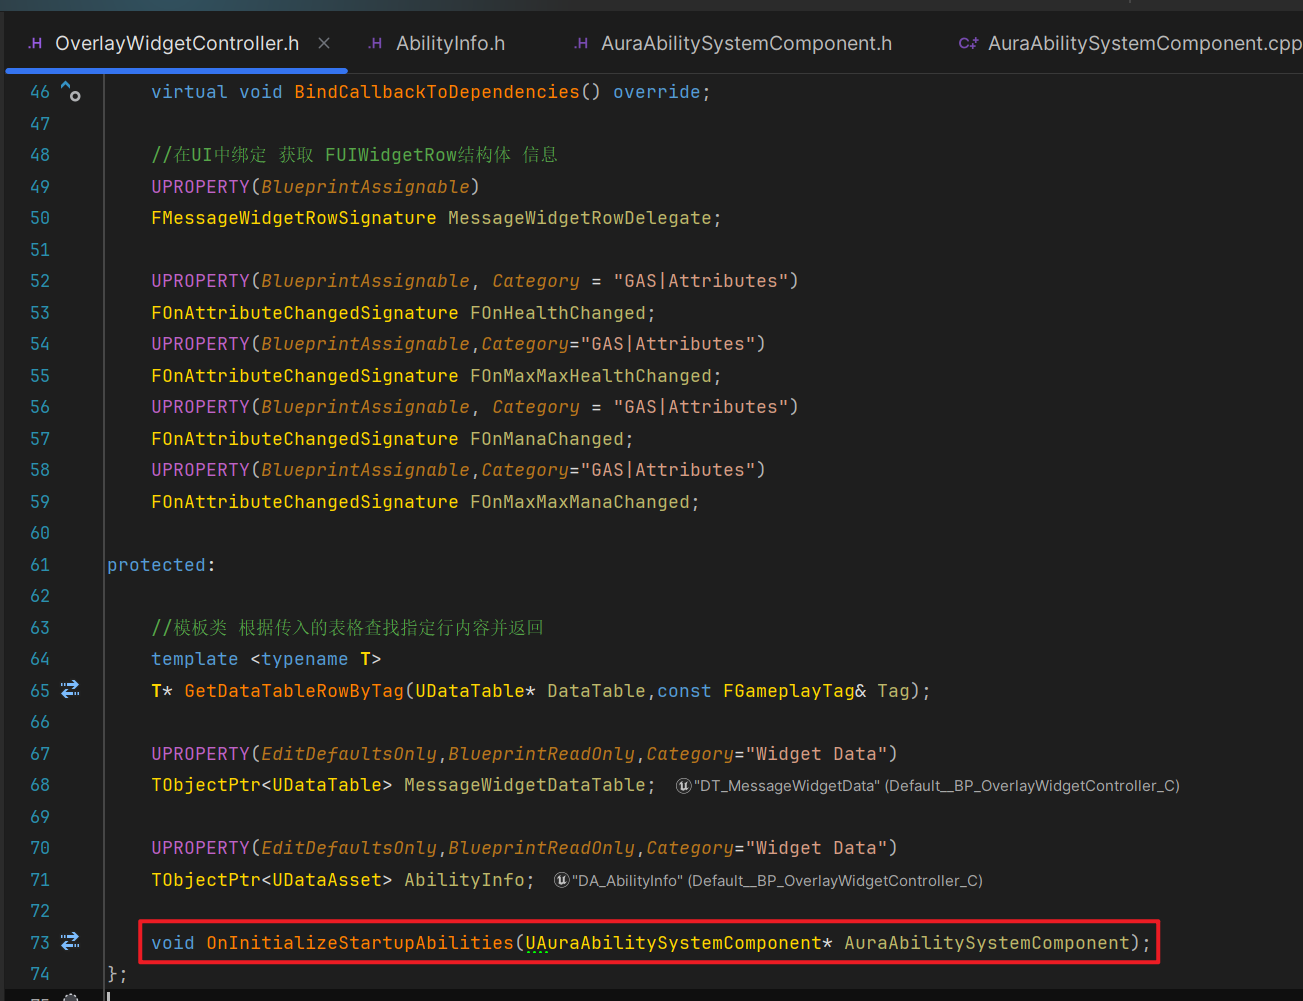 .H OverlayWidgetController.h × .H AbilityInfo.h .H AuraAbilitySystemComponent.h C++ AuraAbilitySystemComponent.cpp
46 virtual void BindCallbackToDependencies() override;
47
48 //在UI中绑定 获取 FUIWidgetRow结构体 信息
49 UPROPERTY(BlueprintAssignable)
50 FMessageWidgetRowSignature MessageWidgetRowDelegate;
51
52 UPROPERTY(BlueprintAssignable, Category = "GAS|Attributes")
53 FOnAttributeChangedSignature FOnHealthChanged;
54 UPROPERTY(BlueprintAssignable,Category="GAS|Attributes")
55 FOnAttributeChangedSignature FOnMaxMaxHealthChanged;
56 UPROPERTY(BlueprintAssignable, Category = "GAS|Attributes")
57 FOnAttributeChangedSignature FOnManaChanged;
58 UPROPERTY(BlueprintAssignable,Category="GAS|Attributes")
59 FOnAttributeChangedSignature FOnMaxMaxManaChanged;
60
61 protected:
62
63 //模板类 根据传入的表格查找指定行内容并返回
64 template <typename T>
65 T* GetDataTableRowByTag(UDataTable* DataTable,const FGameplayTag& Tag);
66
67 UPROPERTY(EditDefaultsOnly,BlueprintReadOnly,Category="Widget Data")
68 TObjectPtr<UDataTable> MessageWidgetDataTable; "DT_MessageWidgetData" (Default__BP_OverlayWidgetController_C)
69
70 UPROPERTY(EditDefaultsOnly,BlueprintReadOnly,Category="Widget Data")
71 TObjectPtr<UDataAsset> AbilityInfo; "DA_AbilityInfo" (Default__BP_OverlayWidgetController_C)
72
73 void OnInitializeStartupAbilities(UAuraAbilitySystemComponent* AuraAbilitySystemComponent);
74 };